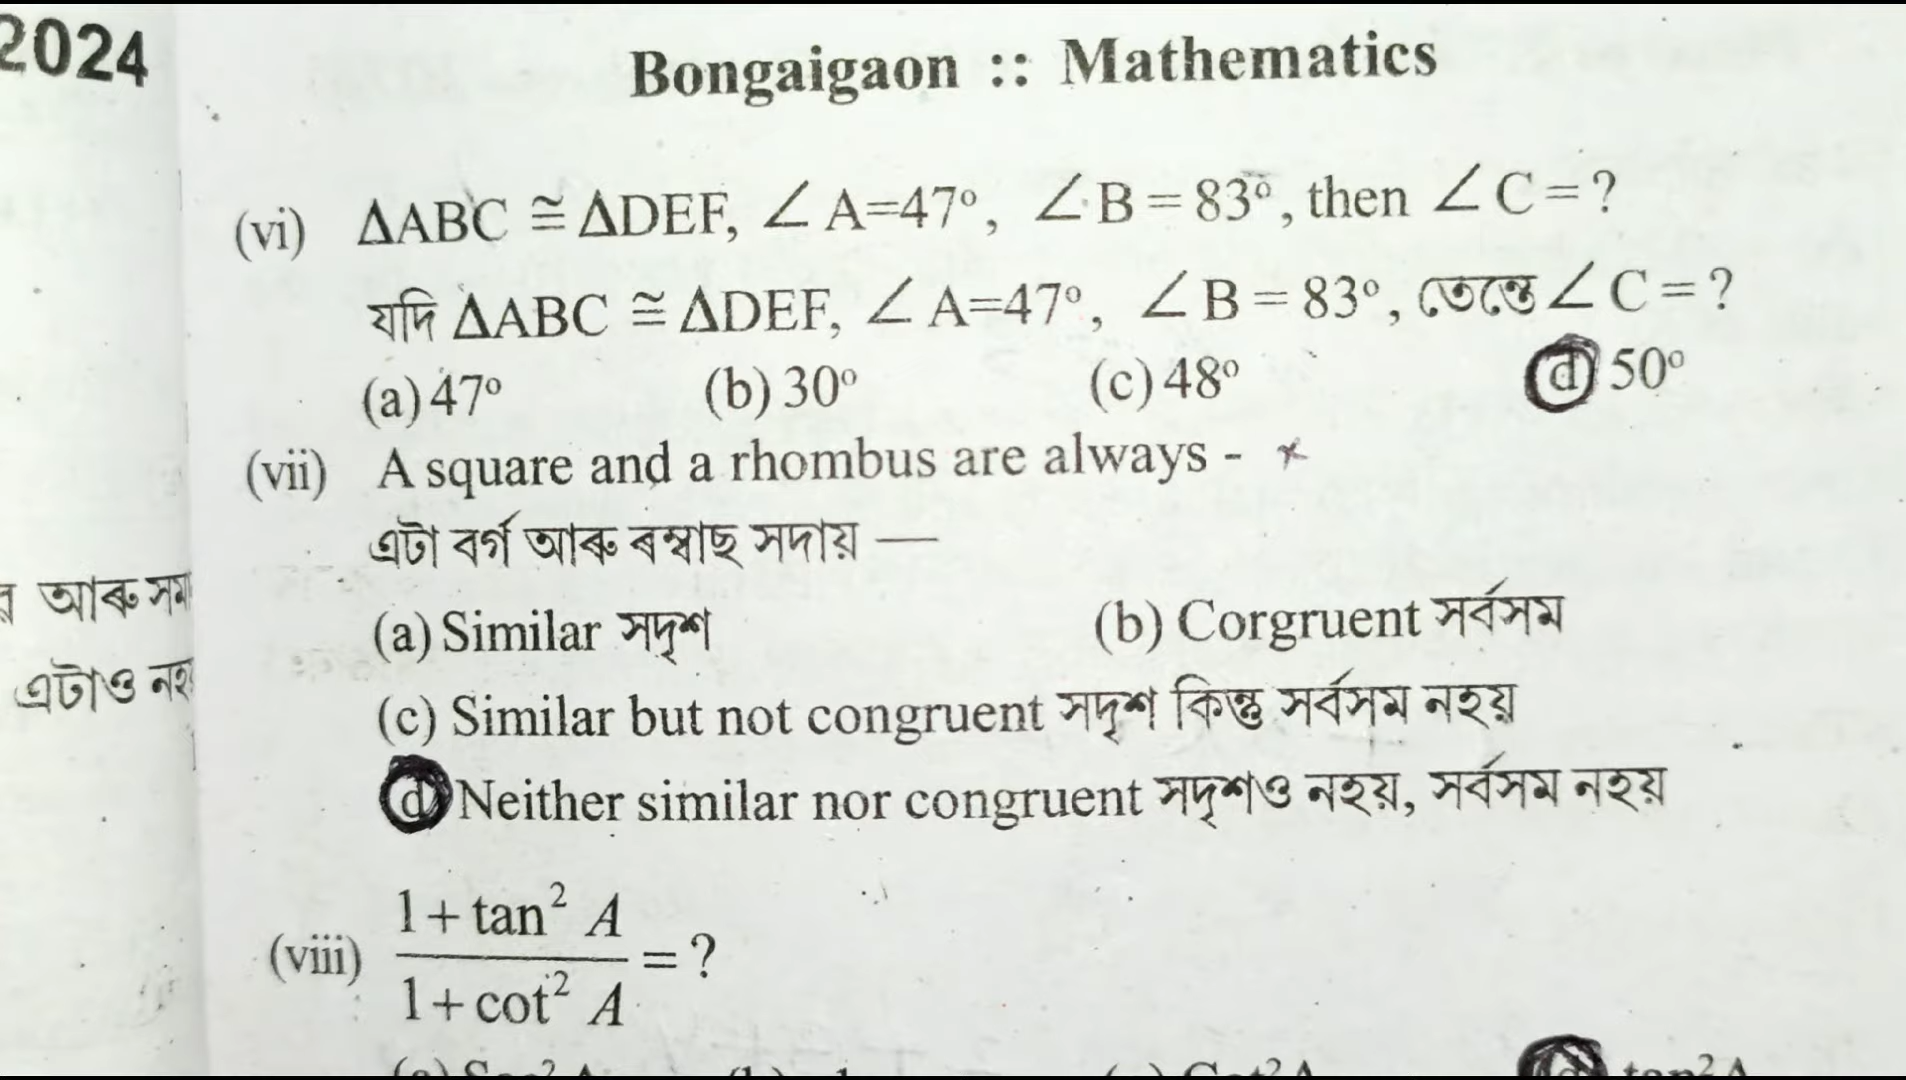 2024
Bongaigaon :: Mathematics
(vi) ΔABC ≅ ΔDEF, ∠A=47°, ∠B = 83°, then ∠C = ?
যদি ΔABC ≅ ΔDEF, ∠A=47°, ∠B = 83°, তেন্তে ∠C = ?
(a) 47° (b) 30° (c) 48° (d) 50°
(vii) A square and a rhombus are always -
এটা বৰ্গ আৰু ৰম্বাছ সদায় —
(a) Similar সদৃশ (b) Corgruent সৰ্বসম
(c) Similar but not congruent সদৃশ কিন্তু সৰ্বসম নহয়
(d) Neither similar nor congruent সদৃশও নহয়, সৰ্বসম নহয়
আৰু
এটাও
(viii) \frac{1+tan² A}{1+cot² A} = ?
tan² A